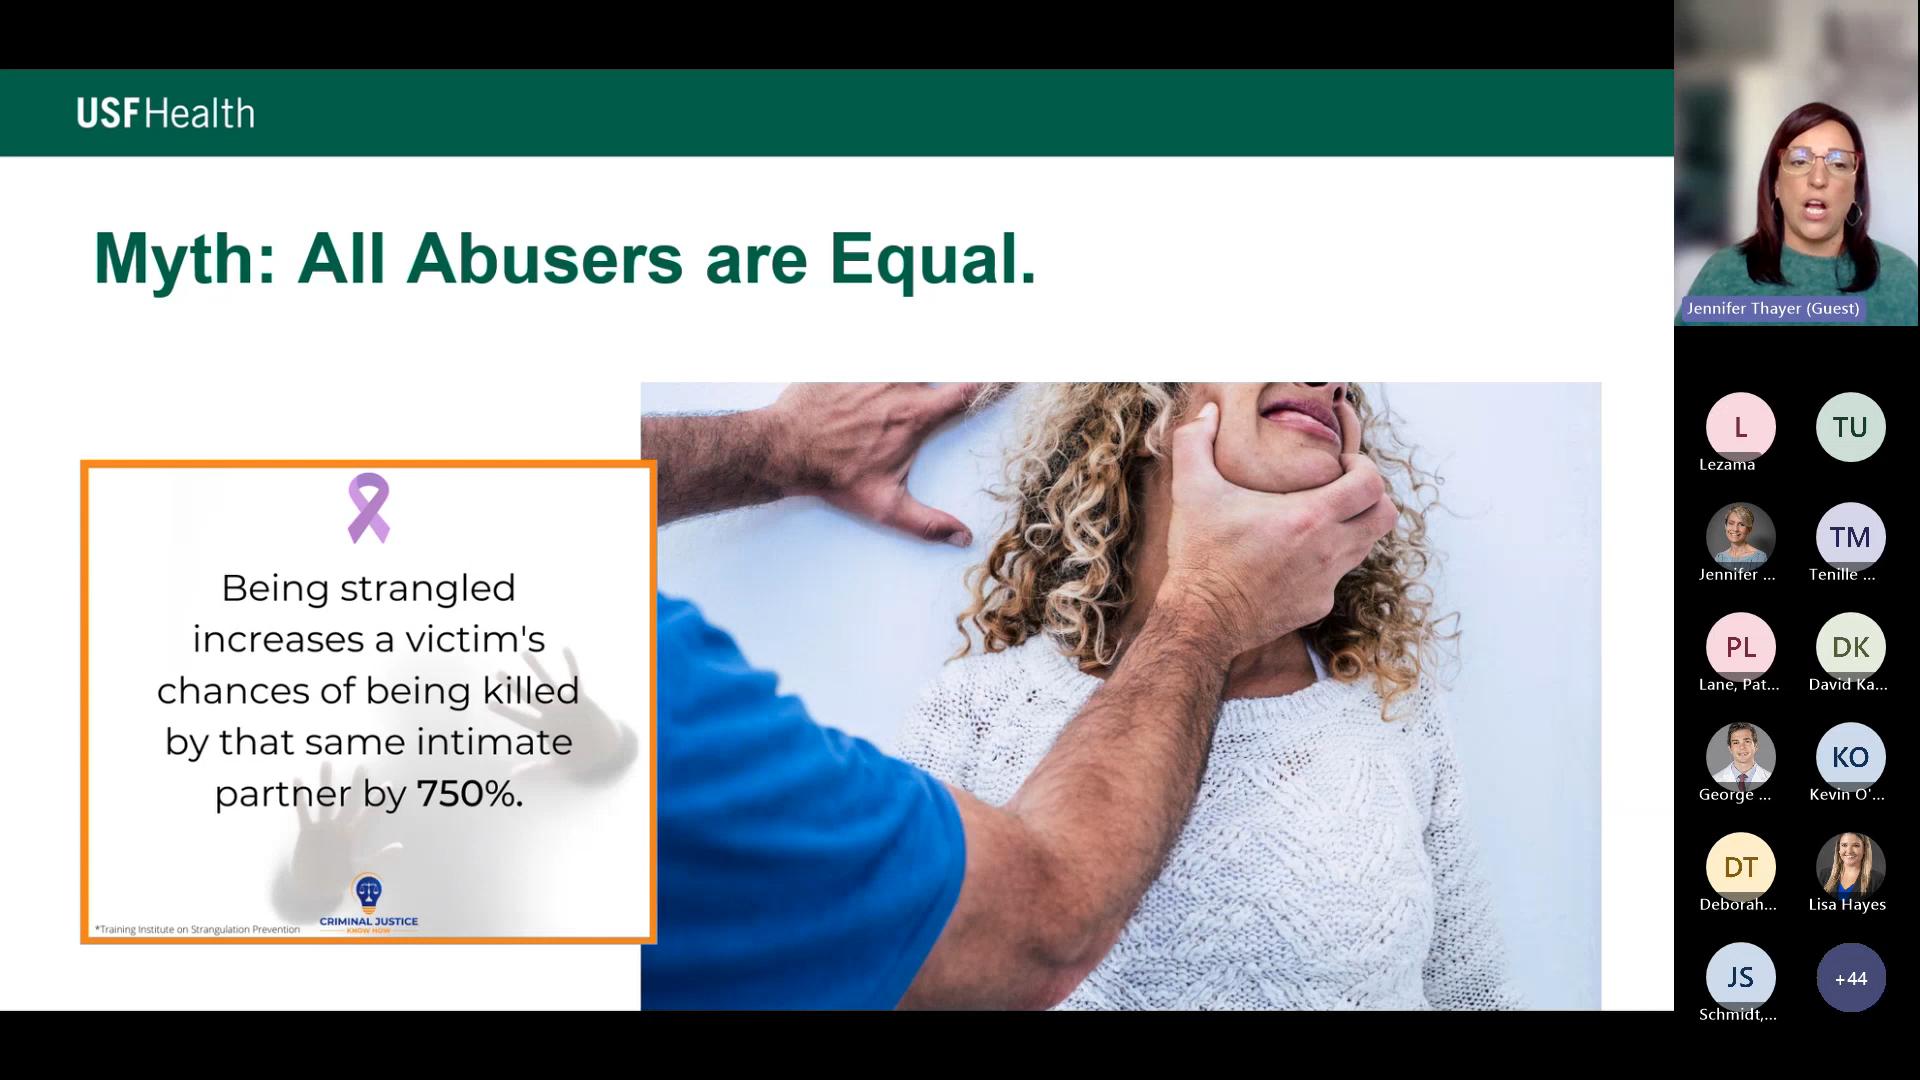 USF Health
Myth: All Abusers are Equal.
Being strangled
increases a victim's
chances of being killed
by that same intimate
partner by 750%.
CRIMINAL JUSTICE
KNOW HOW
*Training Institute on Strangulation Prevention
Jennifer Thayer (Guest)
L
TU
Lezama
TM
Jennifer ...
Tenille ...
PL
DK
Lane, Pat...
David Ka...
KO
George ...
Kevin O'...
DT
Deborah...
Lisa Hayes
JS
+44
Schmidt,...